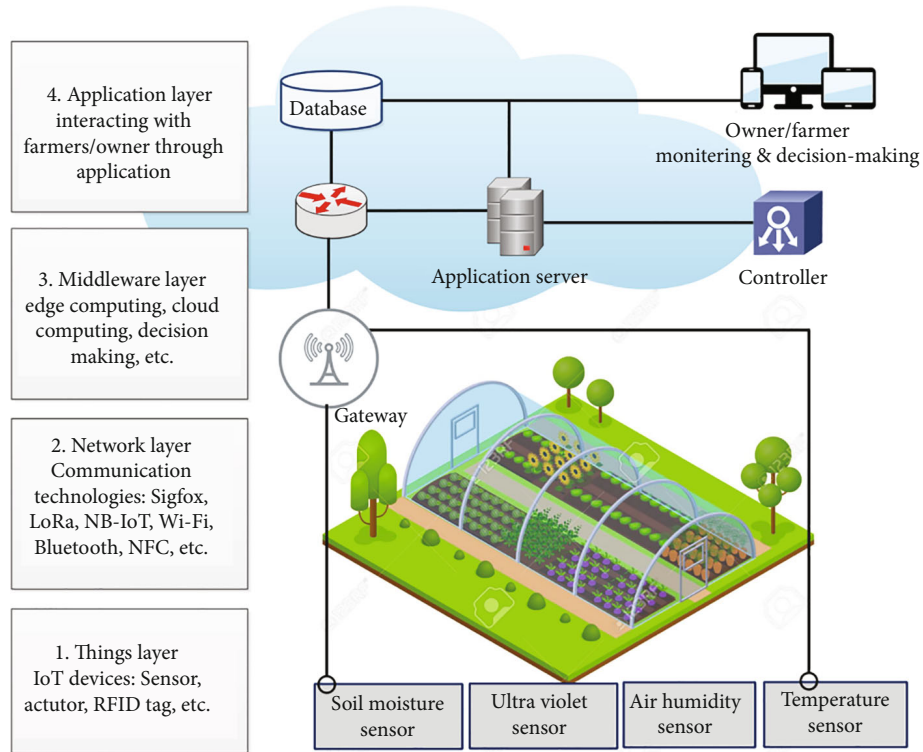 4. Application layer
interacting with
farmers/owner through
application
3. Middleware layer
edge computing, cloud
computing, decision
making, etc.
2. Network layer
Communication
technologies: Sigfox,
LoRa, NB-IoT, Wi-Fi,
Bluetooth, NFC, etc.
1. Things layer
IoT devices: Sensor,
actutor, RFID tag, etc.
Database
Owner/farmer
monitering & decision-making
Application server
Controller
Gateway
Soil moisture
sensor
Ultra violet
sensor
Air humidity
sensor
Temperature
sensor